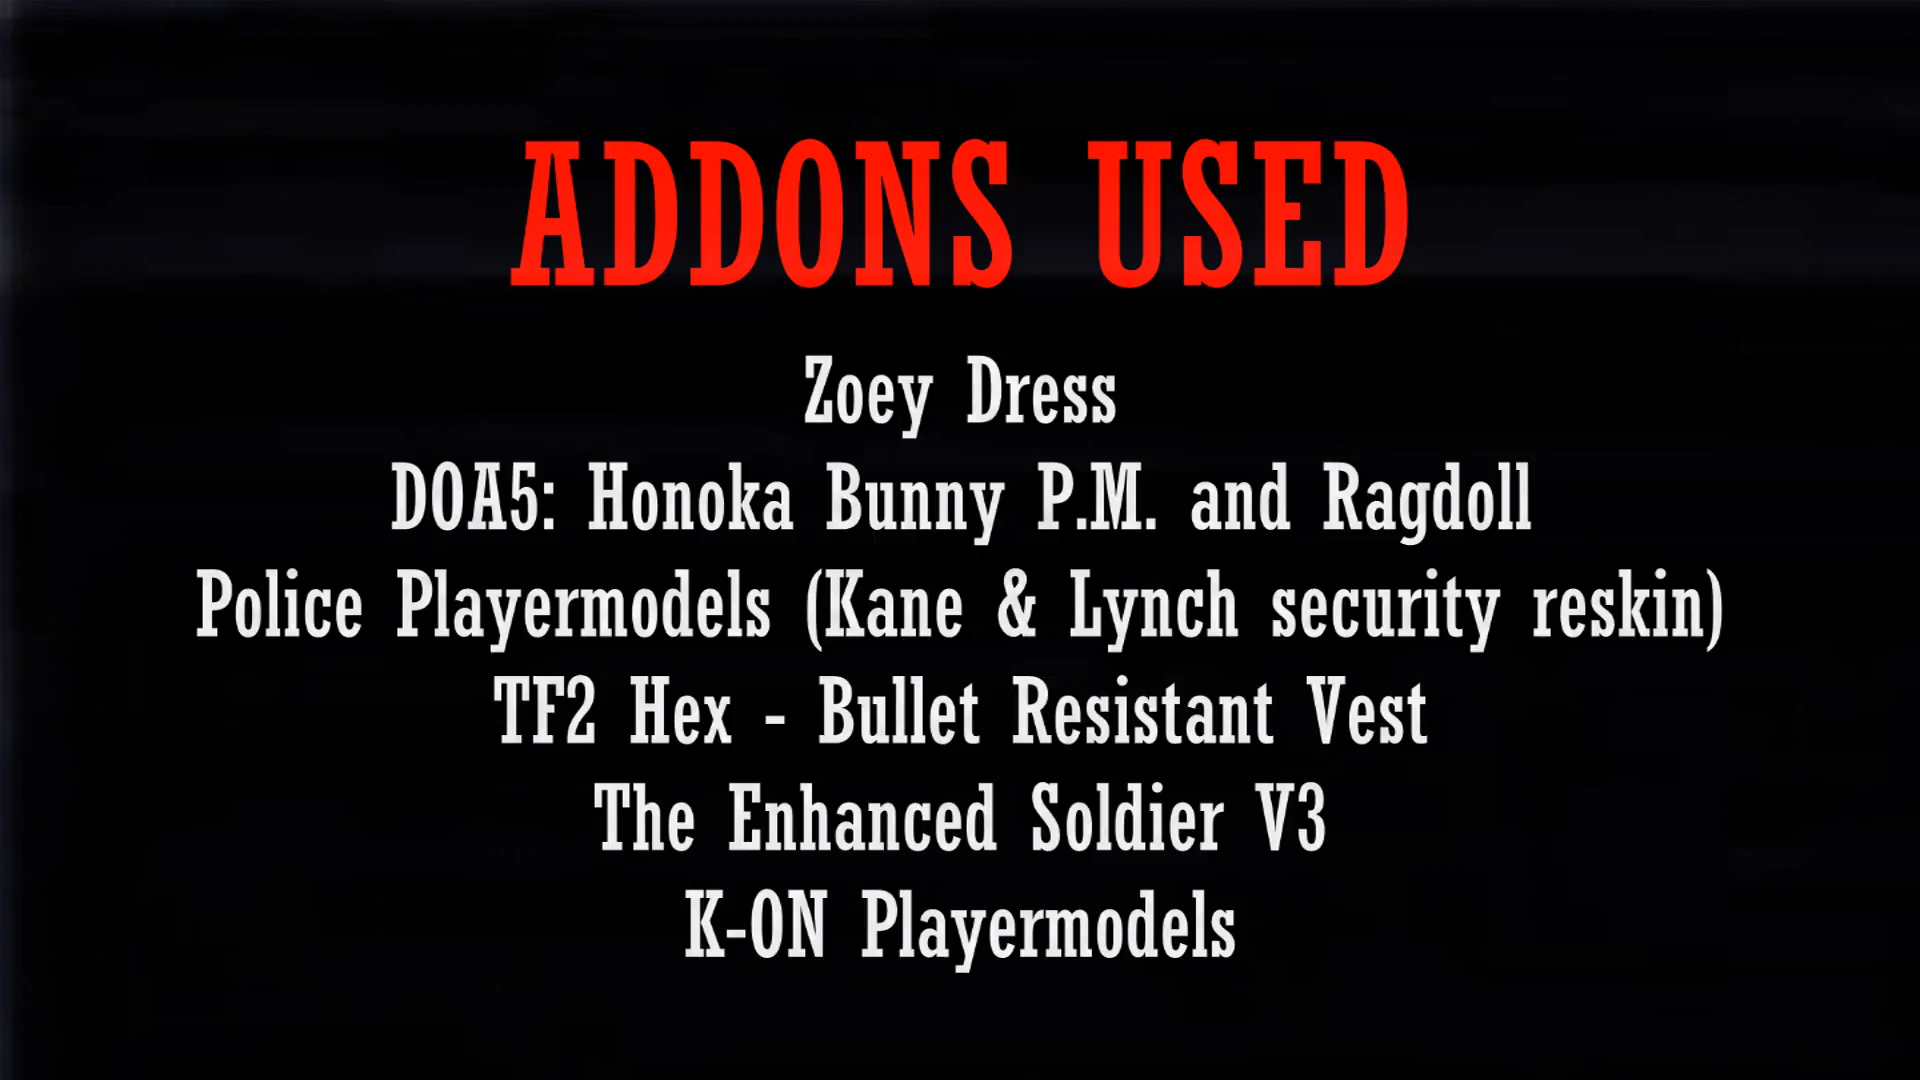 ADDONS USED
Zoey Dress
DOA5: Honoka Bunny P.M. and Ragdoll
Police Playermodels (Kane & Lynch security reskin)
TF2 Hex - Bullet Resistant Vest
The Enhanced Soldier V3
K-ON Playermodels